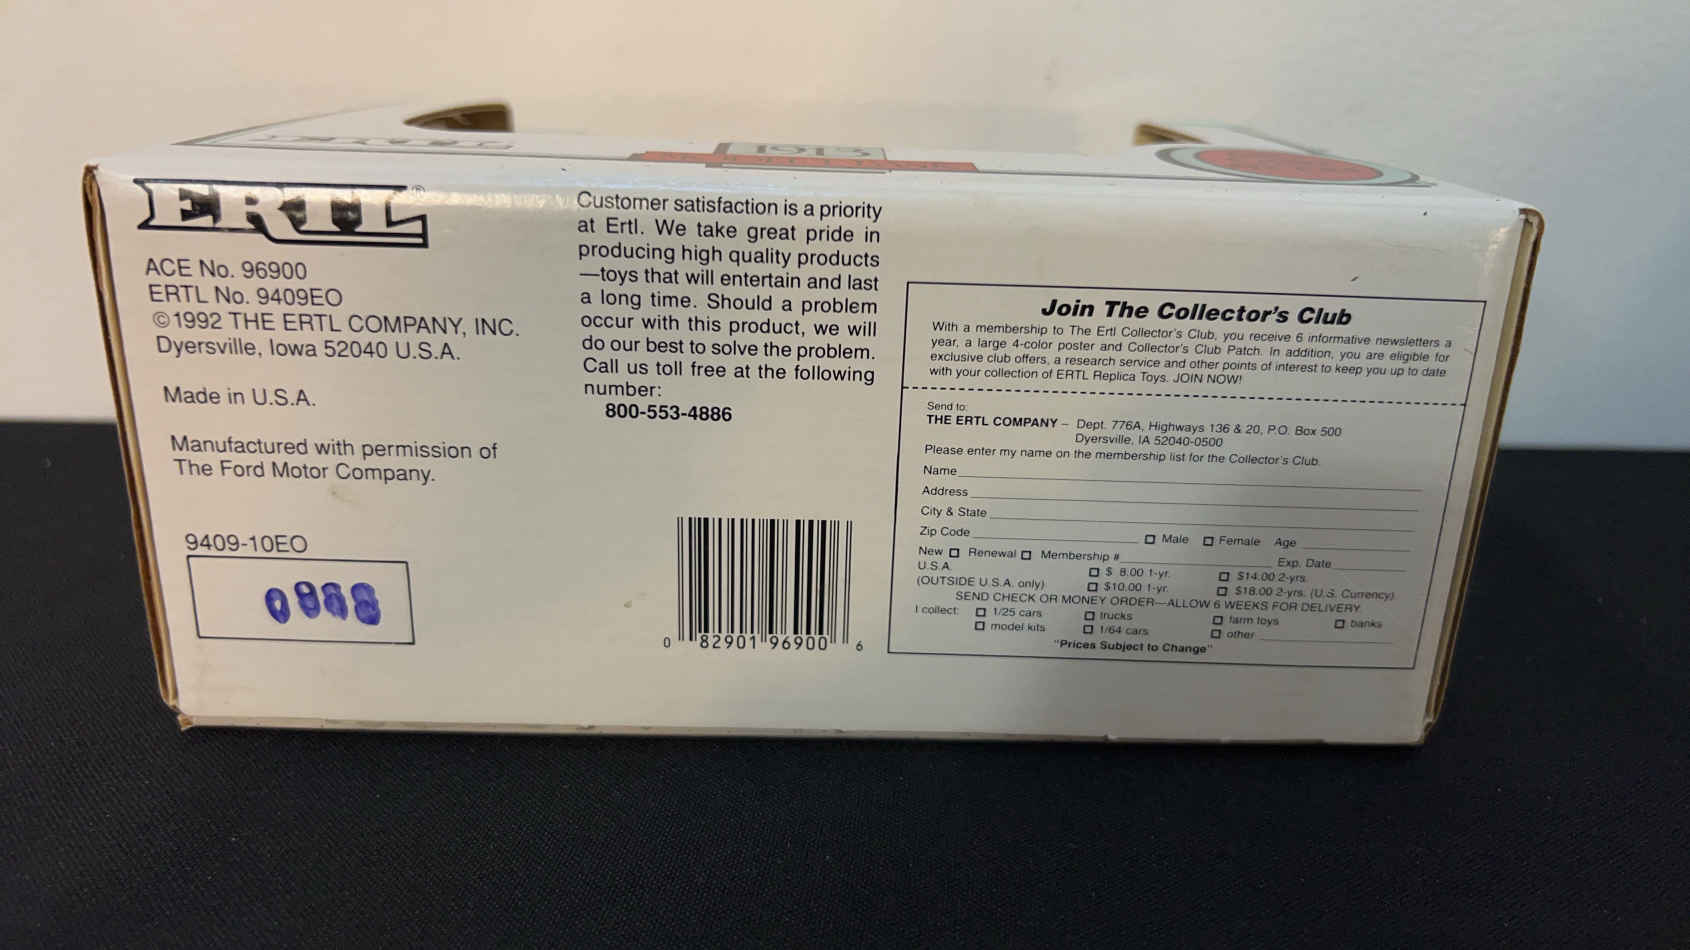 1913
ERTL®
ACE No. 96900
ERTL No. 9409EO
©1992 THE ERTL COMPANY, INC.
Dyersville, Iowa 52040 U.S.A.
Made in U.S.A.
Manufactured with permission of
The Ford Motor Company.
9409-10EO
Customer satisfaction is a priority
at Ertl. We take great pride in
producing high quality products
—toys that will entertain and last
a long time. Should a problem
occur with this product, we will
do our best to solve the problem.
Call us toll free at the following
number:
800-553-4886
0 82901 96900 6
Join The Collector's Club
With a membership to The Ertl Collector's Club, you receive 6 informative newsletters a
year, a large 4-color poster and Collector's Club Patch. In addition, you are eligible for
exclusive club offers, a research service and other points of interest to keep you up to date
with your collection of ERTL Replica Toys. JOIN NOW!
Send to:
THE ERTL COMPANY – Dept. 776A, Highways 136 & 20, P.O. Box 500
Dyersville, IA 52040-0500
Please enter my name on the membership list for the Collector's Club.
Name
Address
City & State
Zip Code Male Female Age
New Renewal Membership # Exp. Date
U.S.A. $ 8.00 1-yr. $14.00 2-yrs.
(OUTSIDE U.S.A. only) $10.00 1-yr. $18.00 2-yrs. (U.S. Currency)
SEND CHECK OR MONEY ORDER—ALLOW 6 WEEKS FOR DELIVERY
I collect: 1/25 cars trucks farm toys banks
model kits 1/64 cars other
"Prices Subject to Change"